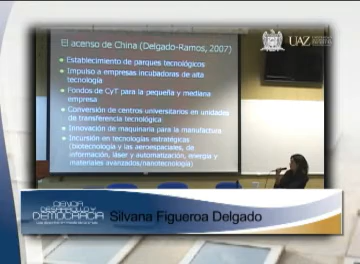 El acenso de China (Delgado-Ramos, 2007)
UAZ
Establecimiento de parques tecnológicos
Impulso a empresas incubadoras de alta
tecnología
Fondos de CyT para la pequeña y mediana
empresa
Conversión de centros universitarios en unidades
de transferencia tecnológica
Innovación de maquinaria para la manufactura
Incursión en tecnologías estratégicas
(biotecnología y las aeroespaciales, de
información, láser y automatización, energía y
materiales avanzados/nanotecnología)
CIENCIA
DESARROLLO Y
DEMOCRACIA
Silvana Figueroa Delgado